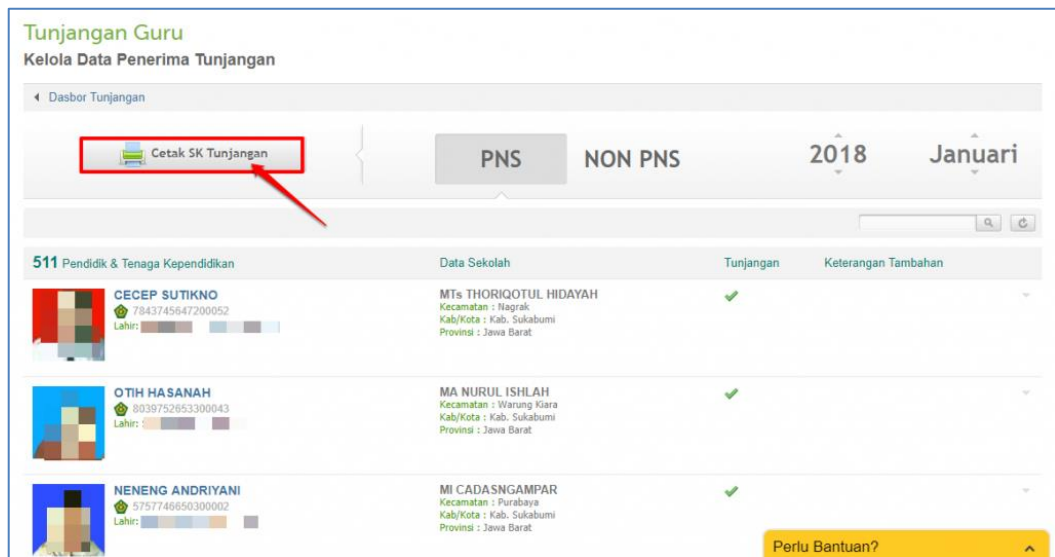 Tunjangan Guru
Kelola Data Penerima Tunjangan
Dasbor Tunjangan
Cetak SK Tunjangan
PNS
NON PNS
2018
Januari
511 Pendidik & Tenaga Kependidikan
Data Sekolah
Tunjangan
Keterangan Tambahan
CECEP SUTIKNO
7843745647200052
Lahir:
MTs THORIQOTUL HIDAYAH
Kecamatan : Nagrak
Kab/Kota : Kab. Sukabumi
Provinsi : Jawa Barat
OTIH HASANAH
8039752653300043
Lahir:
MA NURUL ISHLAH
Kecamatan : Warung Kiara
Kab/Kota : Kab. Sukabumi
Provinsi : Jawa Barat
NENENG ANDRIYANI
5757746650300002
Lahir:
MI CADASNGAMPAR
Kecamatan : Purabaya
Kab/Kota : Kab. Sukabumi
Provinsi : Jawa Barat
Perlu Bantuan?